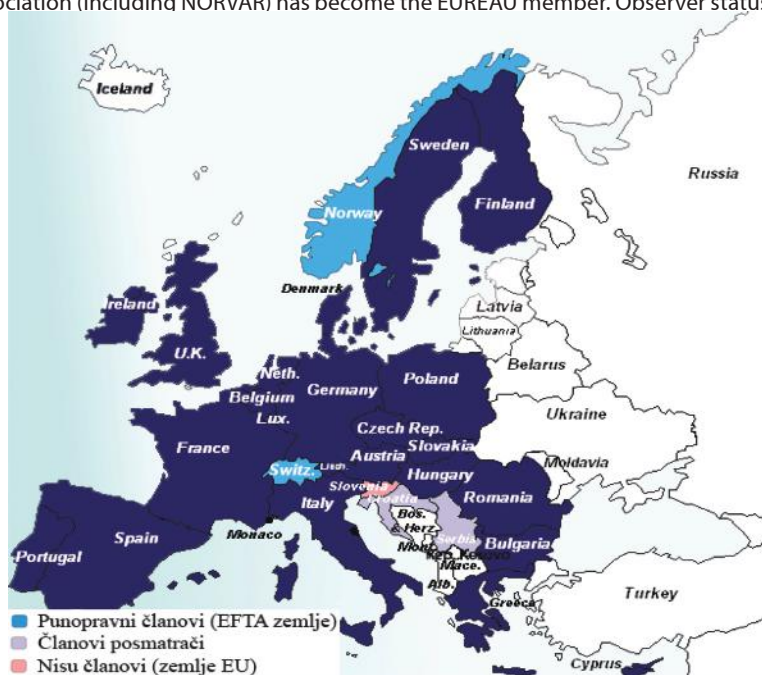 ociation (including NORVAR) has become the EUREAU member. Observer status
Iceland
Russia
Sweden
Finland
Norway
Denmark
Latvia
Lithuania
Ireland
U.K.
Belarus
Neth.
Poland
Germany
Belgium
Lux.
Ukraine
Czech Rep.
Slovakia
France
Austria
Moldavia
Switz.
Liech.
Hungary
Slovenia
Romania
Croatia
Italy
Bos.
& Herz.
Monaco
Spain
Serbia
Bulgaria
Portugal
Mont.
Rep. Kosovo
Mace.
Alb.
Turkey
Greece
Cyprus
Punopravni članovi (EFTA zemlje)
Članovi posmatrači
Nisu članovi (zemlje EU)